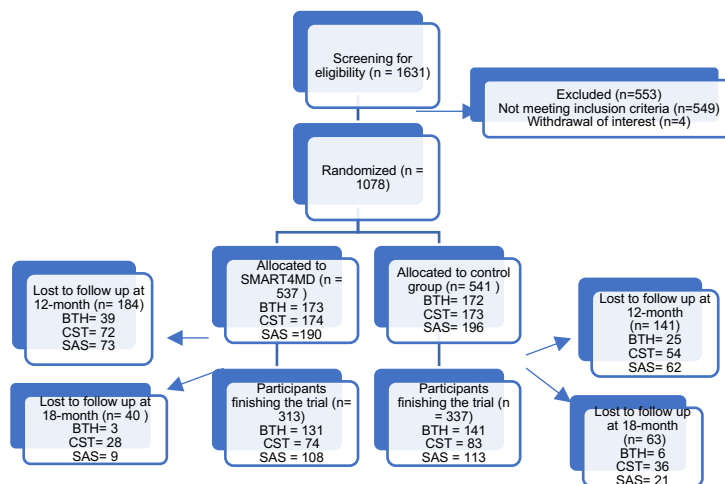 Screening for
eligibility (n = 1631)
Excluded (n=553)
Not meeting inclusion criteria (n=549)
Withdrawal of interest (n=4)
Randomized (n =
1078)
Allocated to
SMART4MD (n =
537 )
BTH = 173
CST = 174
SAS =190
Allocated to control
group (n= 541 )
BTH = 172
CST = 173
SAS = 196
Lost to follow up at
12-month (n= 184)
BTH= 39
CST= 72
SAS= 73
Lost to follow up at
12-month
(n= 141)
BTH = 25
CST = 54
SAS= 62
Lost to follow up at
18-month (n= 40 )
BTH= 3
CST= 28
SAS= 9
Participants
finishing the trial (n=
313)
BTH = 131
CST = 74
SAS = 108
Participants
finishing the trial (n
= 337)
BTH = 141
CST = 83
SAS = 113
Lost to follow up
at 18-month
(n= 63)
BTH= 6
CST= 36
SAS= 21